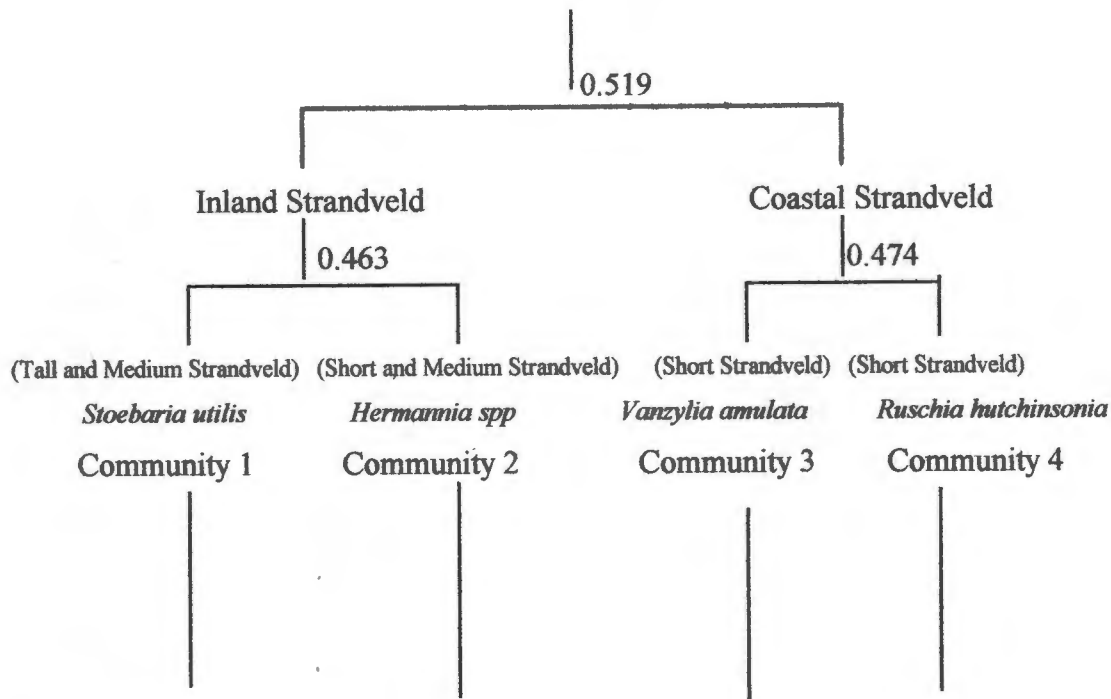 0.519
Inland Strandveld Coastal Strandveld
0.463 0.474
(Tall and Medium Strandveld) (Short and Medium Strandveld) (Short Strandveld) (Short Strandveld)
Stoebaria utilis Hermannia spp Vanzylia amulata Ruschia hutchinsonia
Community 1 Community 2 Community 3 Community 4